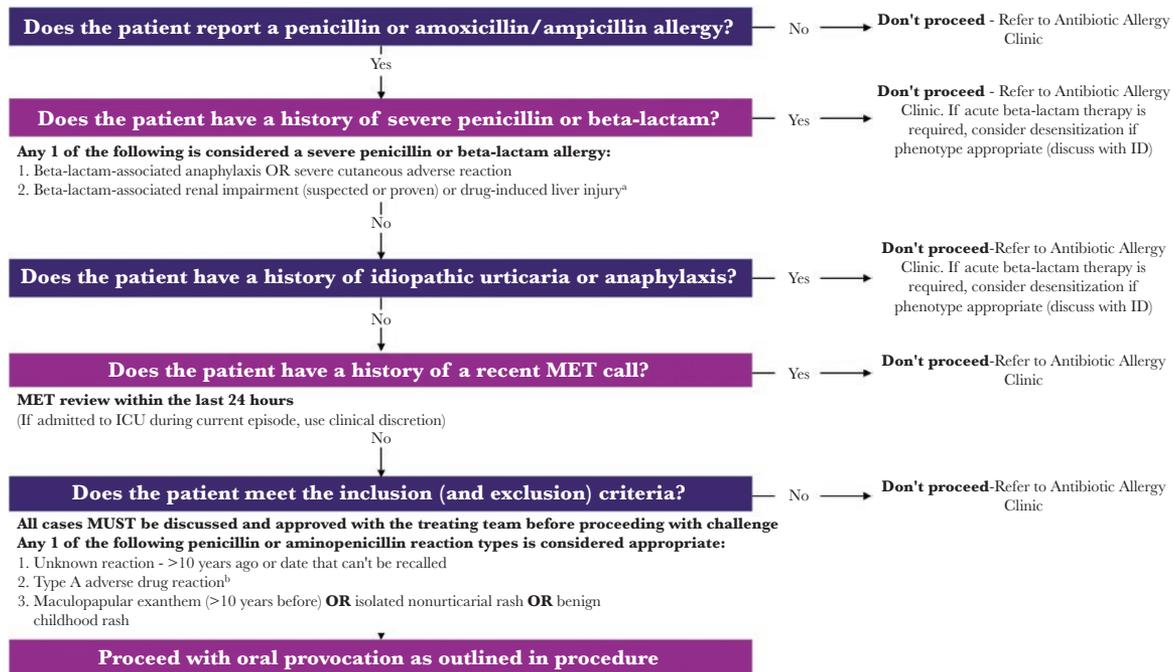 Does the patient report a penicillin or amoxicillin/ampicillin allergy?
No
Don't proceed - Refer to Antibiotic Allergy
Clinic
Yes
Does the patient have a history of severe penicillin or beta-lactam?
Yes
Don't proceed - Refer to Antibiotic Allergy
Clinic. If acute beta-lactam therapy is
required, consider desensitization if
phenotype appropriate (discuss with ID)
Any 1 of the following is considered a severe penicillin or beta-lactam allergy:
1. Beta-lactam-associated anaphylaxis OR severe cutaneous adverse reaction
2. Beta-lactam-associated renal impairment (suspected or proven) or drug-induced liver injuryᵃ
No
Does the patient have a history of idiopathic urticaria or anaphylaxis?
Yes
Don't proceed-Refer to Antibiotic Allergy
Clinic. If acute beta-lactam therapy is
required, consider desensitization if
phenotype appropriate (discuss with ID)
No
Does the patient have a history of a recent MET call?
Yes
Don't proceed-Refer to Antibiotic Allergy
Clinic
MET review within the last 24 hours
(If admitted to ICU during current episode, use clinical discretion)
No
Does the patient meet the inclusion (and exclusion) criteria?
No
Don't proceed-Refer to Antibiotic Allergy
Clinic
All cases MUST be discussed and approved with the treating team before proceeding with challenge
Any 1 of the following penicillin or aminopenicillin reaction types is considered appropriate:
1. Unknown reaction - >10 years ago or date that can't be recalled
2. Type A adverse drug reactionᵇ
3. Maculopapular exanthem (>10 years before) OR isolated nonurticarial rash OR benign
childhood rash
Proceed with oral provocation as outlined in procedure